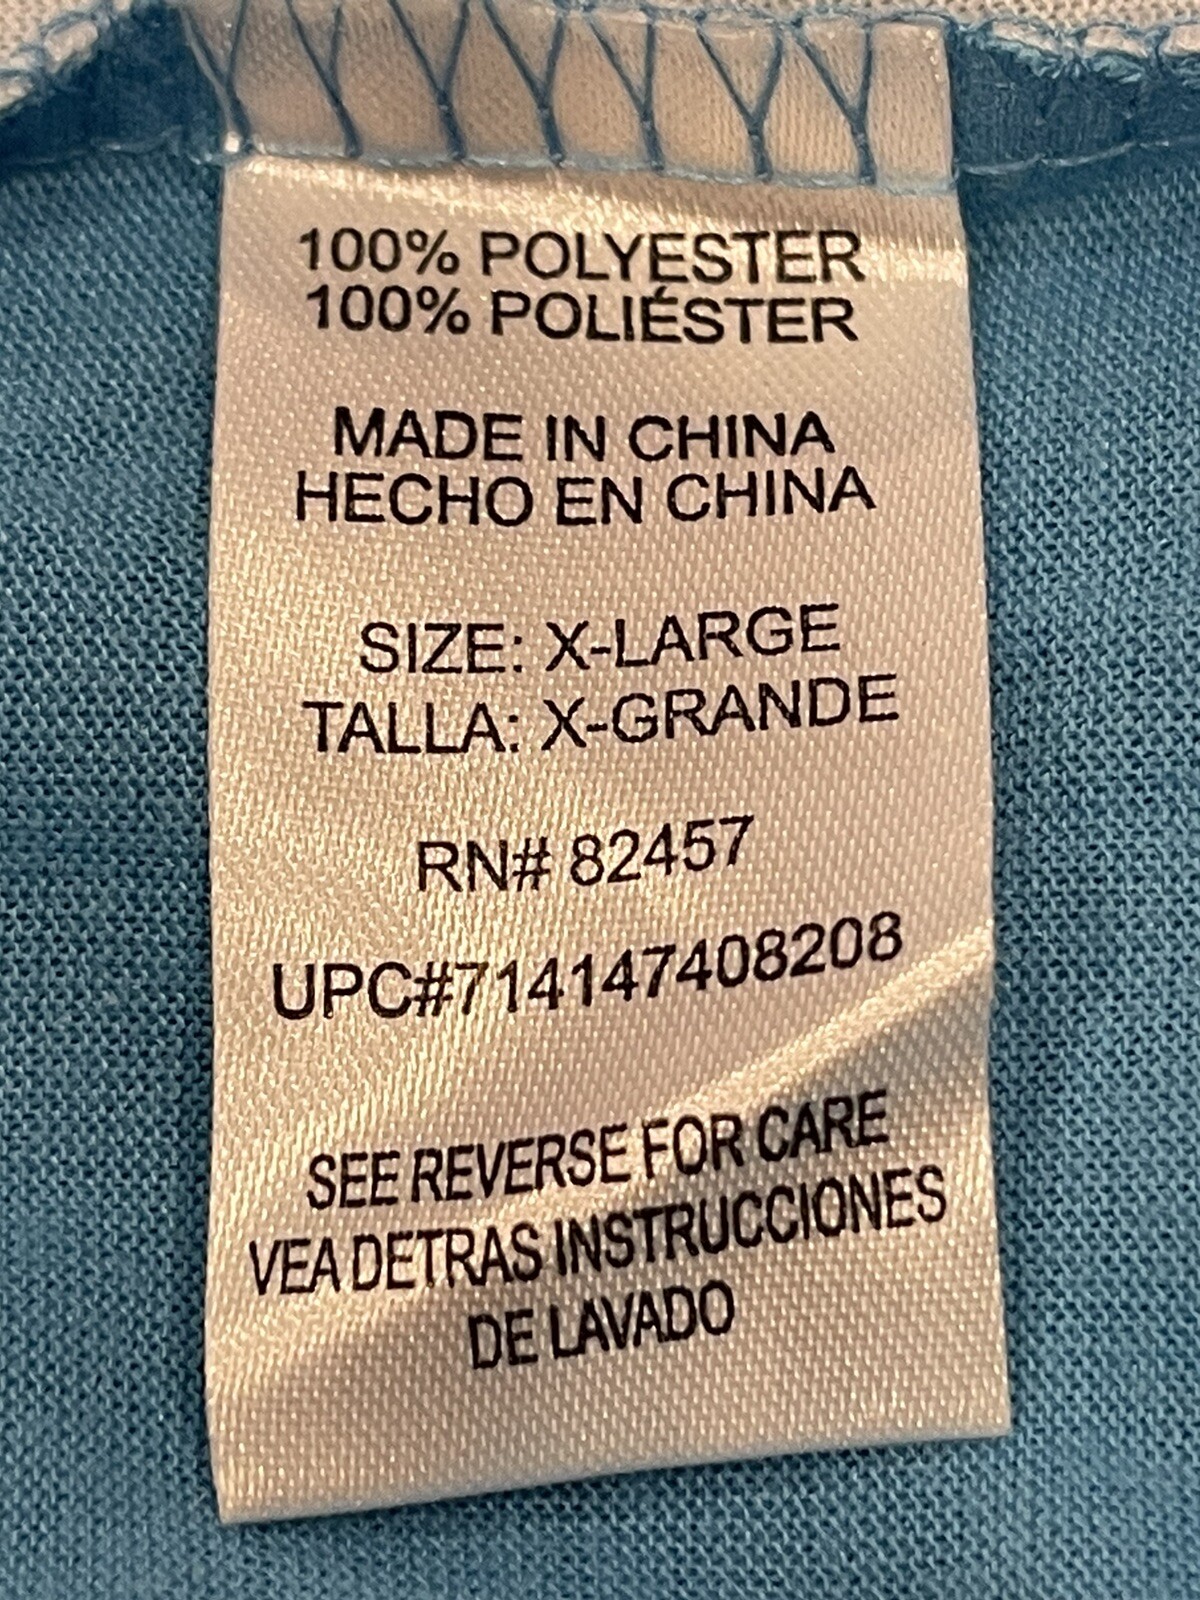 100% POLYESTER
100% POLIÉSTER
MADE IN CHINA
HECHO EN CHINA
SIZE: X-LARGE
TALLA: X-GRANDE
RN# 82457
UPC#714147408208
SEE REVERSE FOR CARE
VEA DETRAS INSTRUCCIONES
DE LAVADO